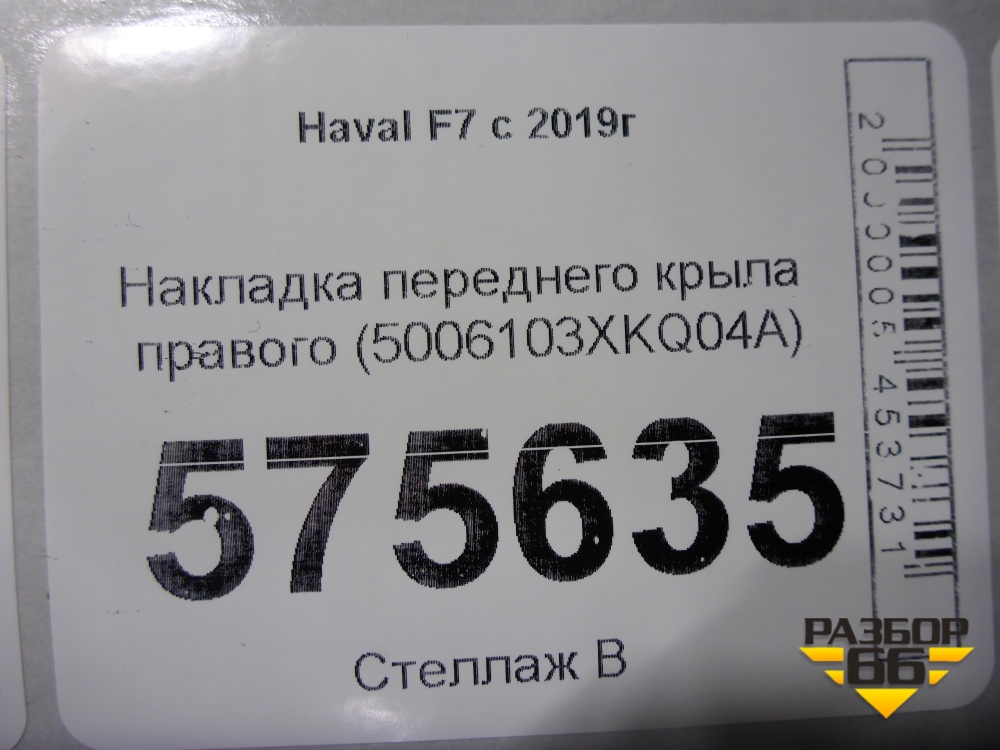 Haval F7 с 2019г
Накладка переднего крыла
правого (5006103XKQ04A)
575635
Стеллаж В
2000005453731
РАЗБОР
66